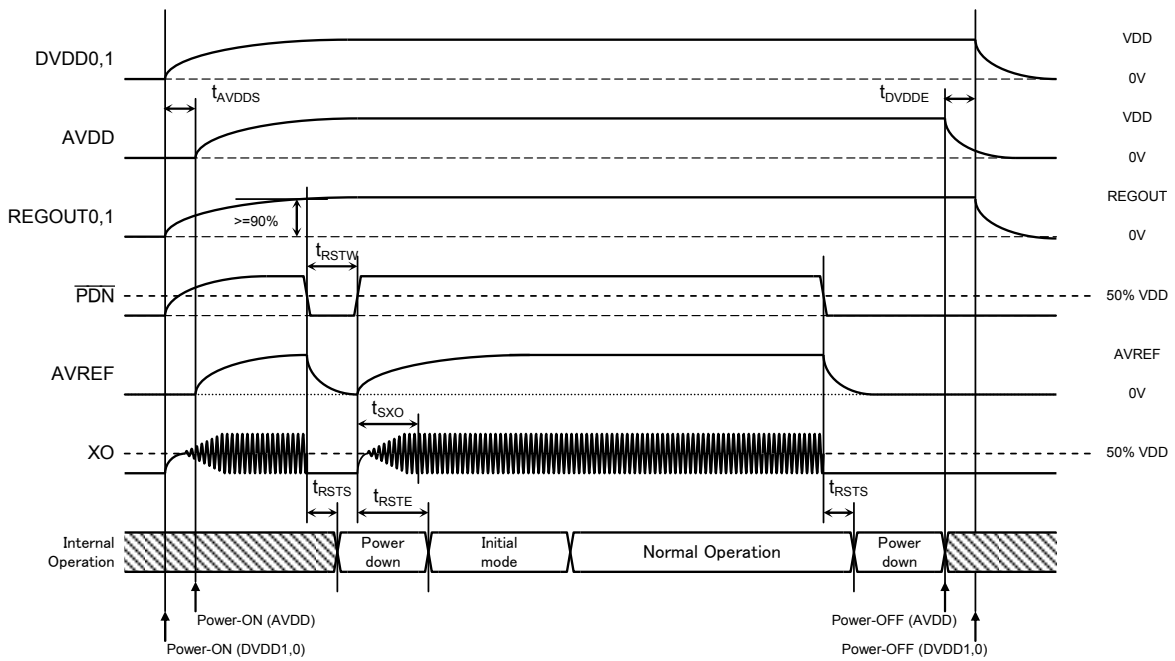 DVDD0,1
VDD
0V
tAVDDS
tDVDDE
AVDD
VDD
0V
REGOUT0,1
>=90%
REGOUT
0V
tRSTW
PDN
50% VDD
AVREF
AVREF
0V
tSXO
XO
50% VDD
tRSTS
tRSTE
tRSTS
Internal
Operation
Power
down
Initial
mode
Normal Operation
Power
down
Power-ON (AVDD)
Power-OFF (AVDD)
Power-ON (DVDD1,0)
Power-OFF (DVDD1,0)